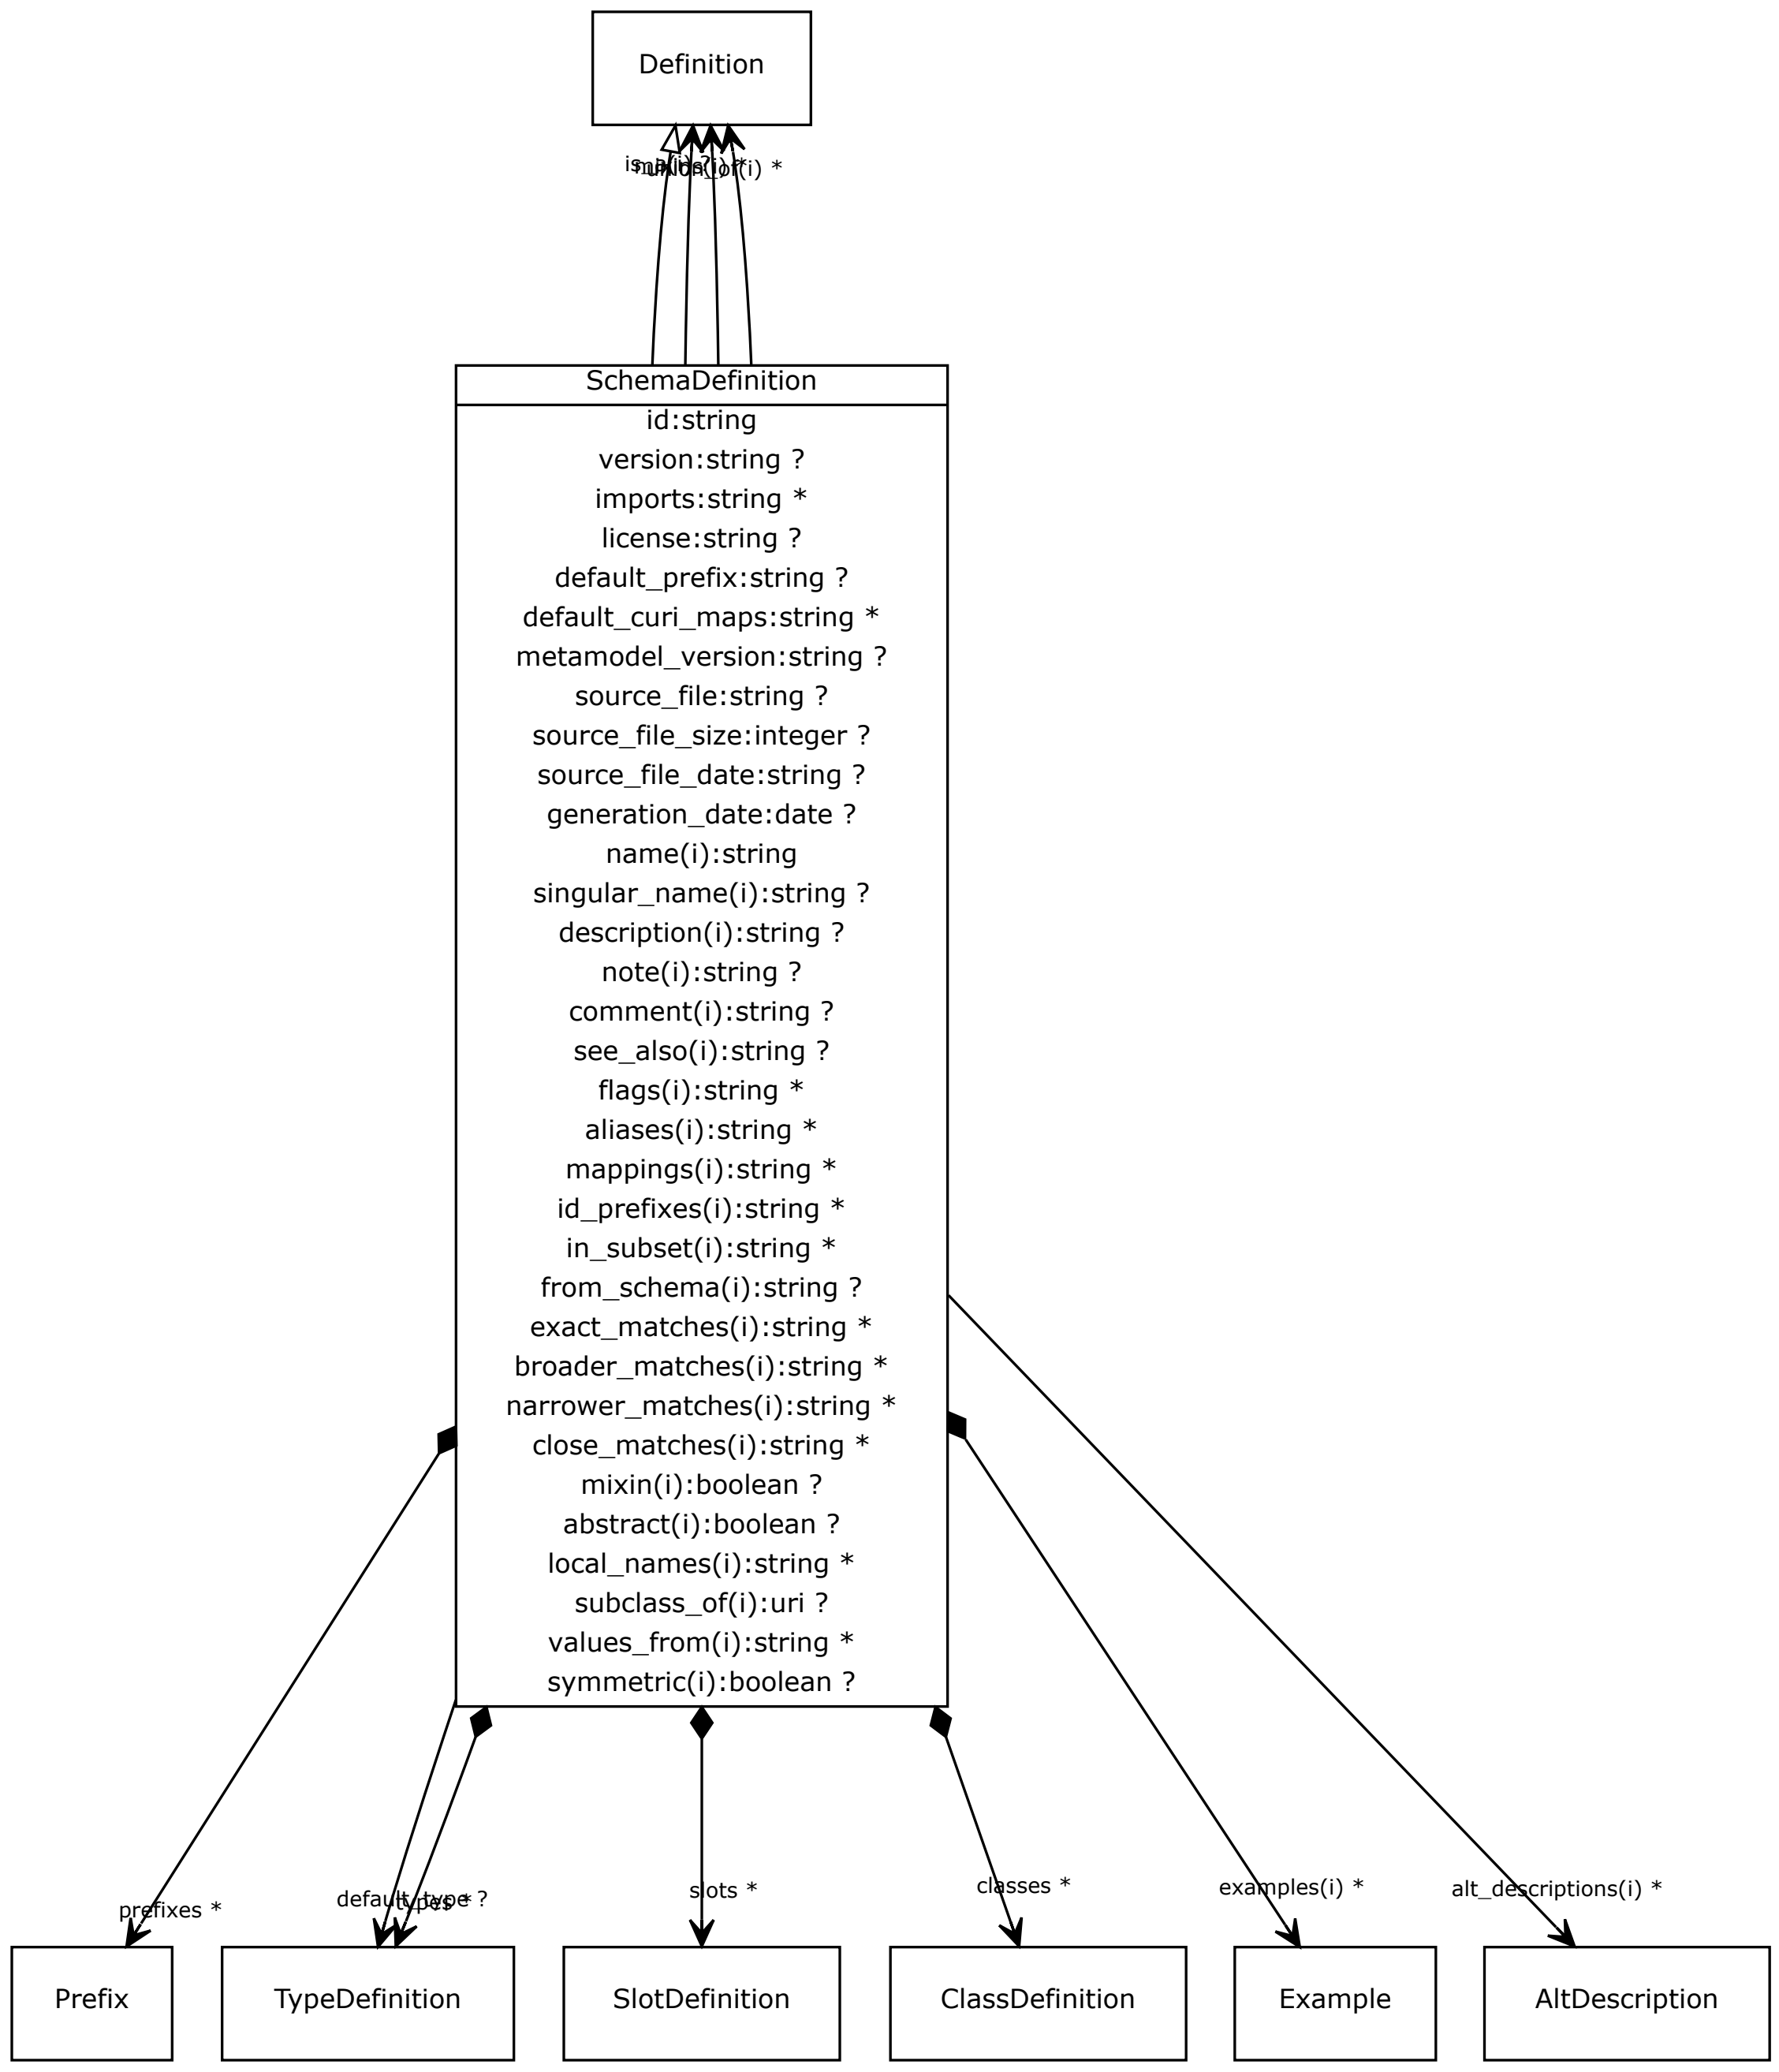 Definition
union_of(i) *
SchemaDefinition
id:string
version:string ?
imports:string *
license:string ?
default_prefix:string ?
default_curi_maps:string *
metamodel_version:string ?
source_file:string ?
source_file_size:integer ?
source_file_date:string ?
generation_date:date ?
name(i):string
singular_name(i):string ?
description(i):string ?
note(i):string ?
comment(i):string ?
see_also(i):string ?
flags(i):string *
aliases(i):string *
mappings(i):string *
id_prefixes(i):string *
in_subset(i):string *
from_schema(i):string ?
exact_matches(i):string *
broader_matches(i):string *
narrower_matches(i):string *
close_matches(i):string *
mixin(i):boolean ?
abstract(i):boolean ?
local_names(i):string *
subclass_of(i):uri ?
values_from(i):string *
symmetric(i):boolean ?
prefixes *
default_type ?
types *
slots *
classes *
examples(i) *
alt_descriptions(i) *
Prefix
TypeDefinition
SlotDefinition
ClassDefinition
Example
AltDescription